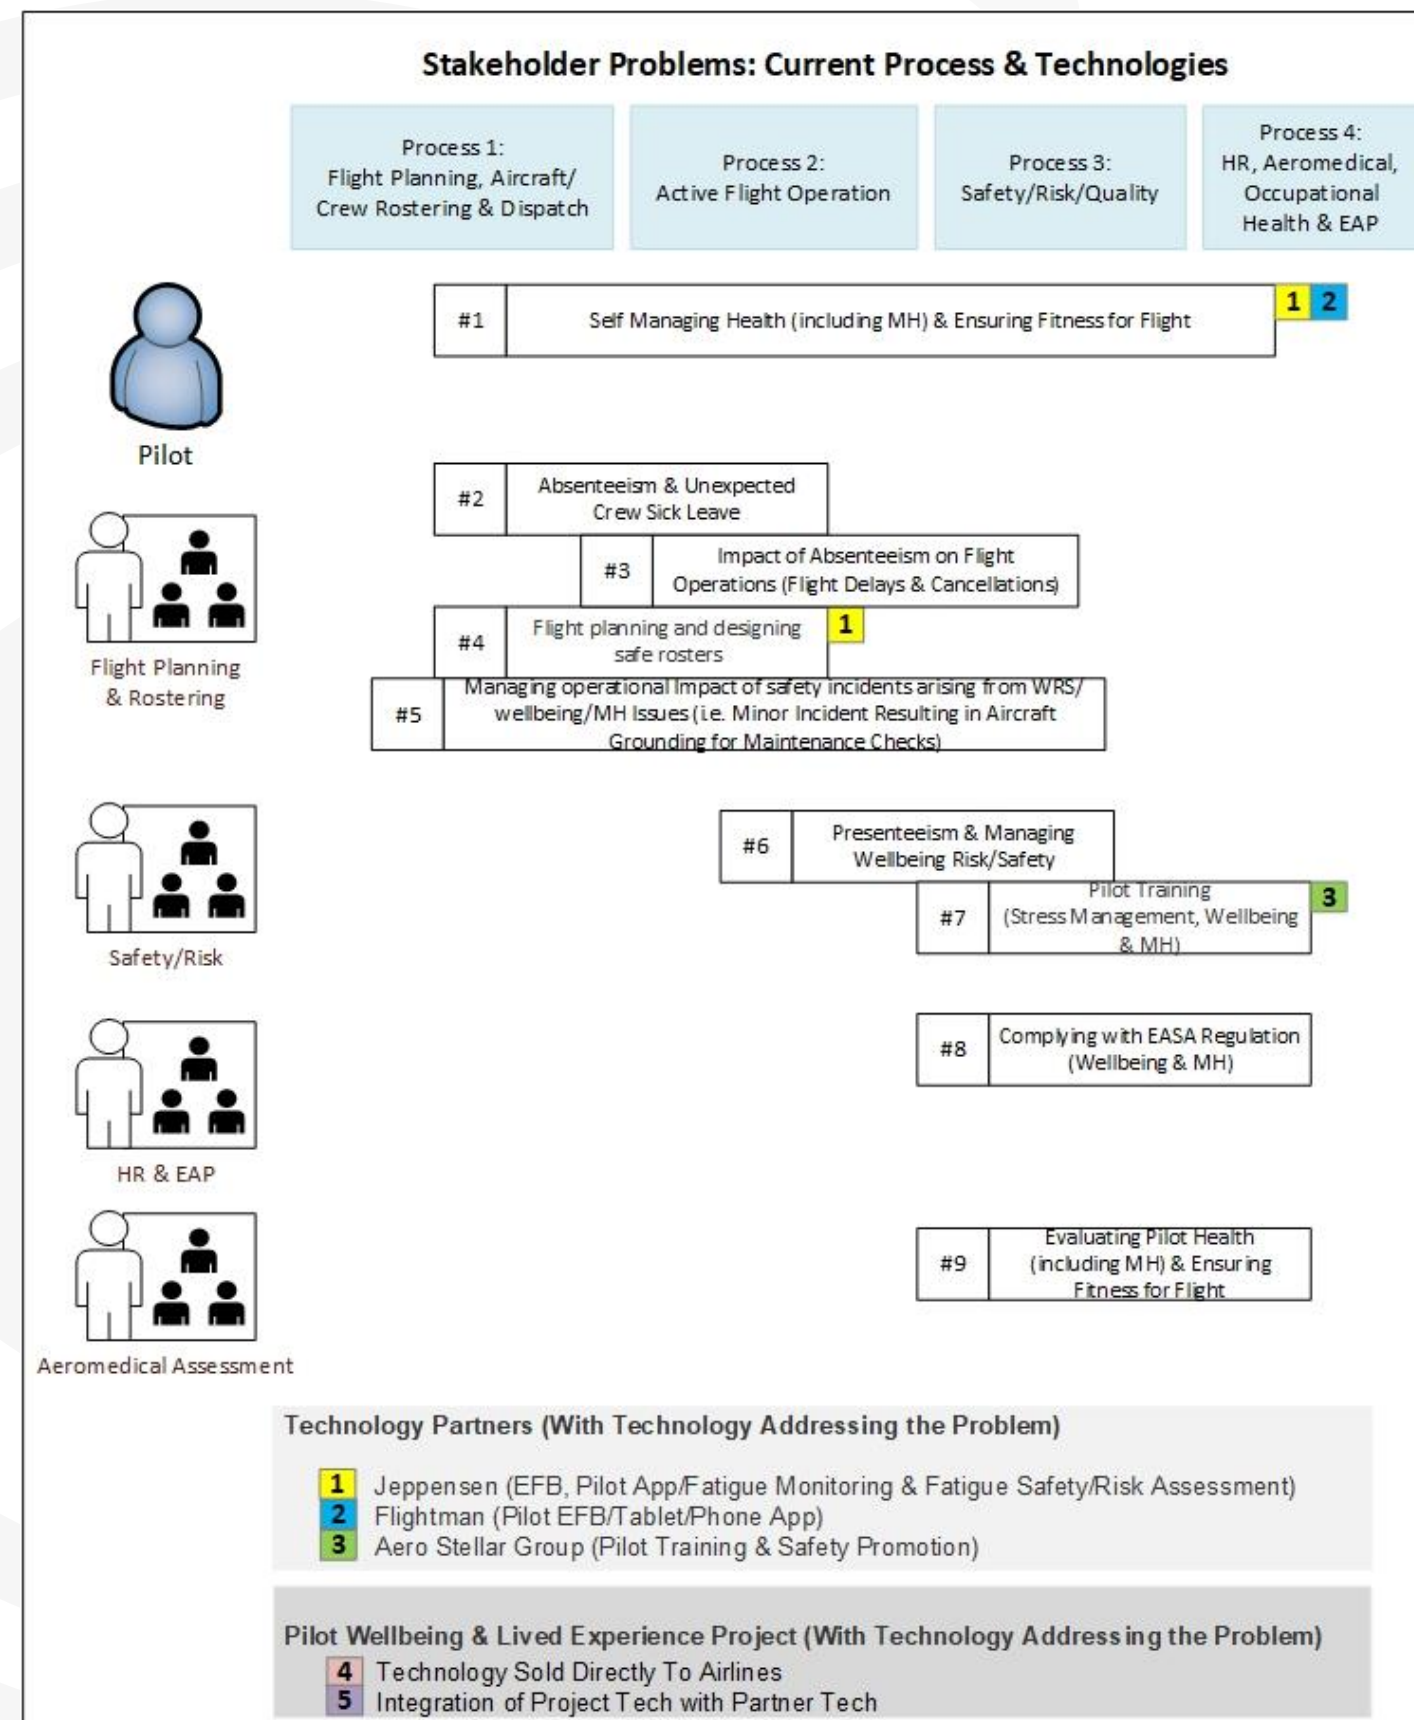 Stakeholder Problems: Current Process & Technologies
Process 1:
Flight Planning, Aircraft/
Crew Rostering & Dispatch
Process 2:
Active Flight Operation
Process 3:
Safety/Risk/Quality
Process 4:
HR, Aeromedical,
Occupational
Health & EAP
Pilot
#1
Self Managing Health (including MH) & Ensuring Fitness for Flight
1 2
Flight Planning
& Rostering
#2
Absenteeism & Unexpected
Crew Sick Leave
#3
Impact of Absenteeism on Flight
Operations (Flight Delays & Cancellations)
#4
Flight planning and designing
safe rosters
1
#5
Managing operational Impact of safety incidents arising from WRS/
wellbeing/MH Issues (i.e. Minor Incident Resulting in Aircraft
Grounding for Maintenance Checks)
Safety/Risk
#6
Presenteeism & Managing
Wellbeing Risk/Safety
#7
Pilot Training
(Stress Management, Wellbeing
& MH)
3
HR & EAP
#8
Complying with EASA Regulation
(Wellbeing & MH)
Aeromedical Assessment
#9
Evaluating Pilot Health
(including MH) & Ensuring
Fitness for Flight
Technology Partners (With Technology Addressing the Problem)
1 Jeppensen (EFB, Pilot App/Fatigue Monitoring & Fatigue Safety/Risk Assessment)
2 Flightman (Pilot EFB/Tablet/Phone App)
3 Aero Stellar Group (Pilot Training & Safety Promotion)
Pilot Wellbeing & Lived Experience Project (With Technology Addressing the Problem)
4 Technology Sold Directly To Airlines
5 Integration of Project Tech with Partner Tech